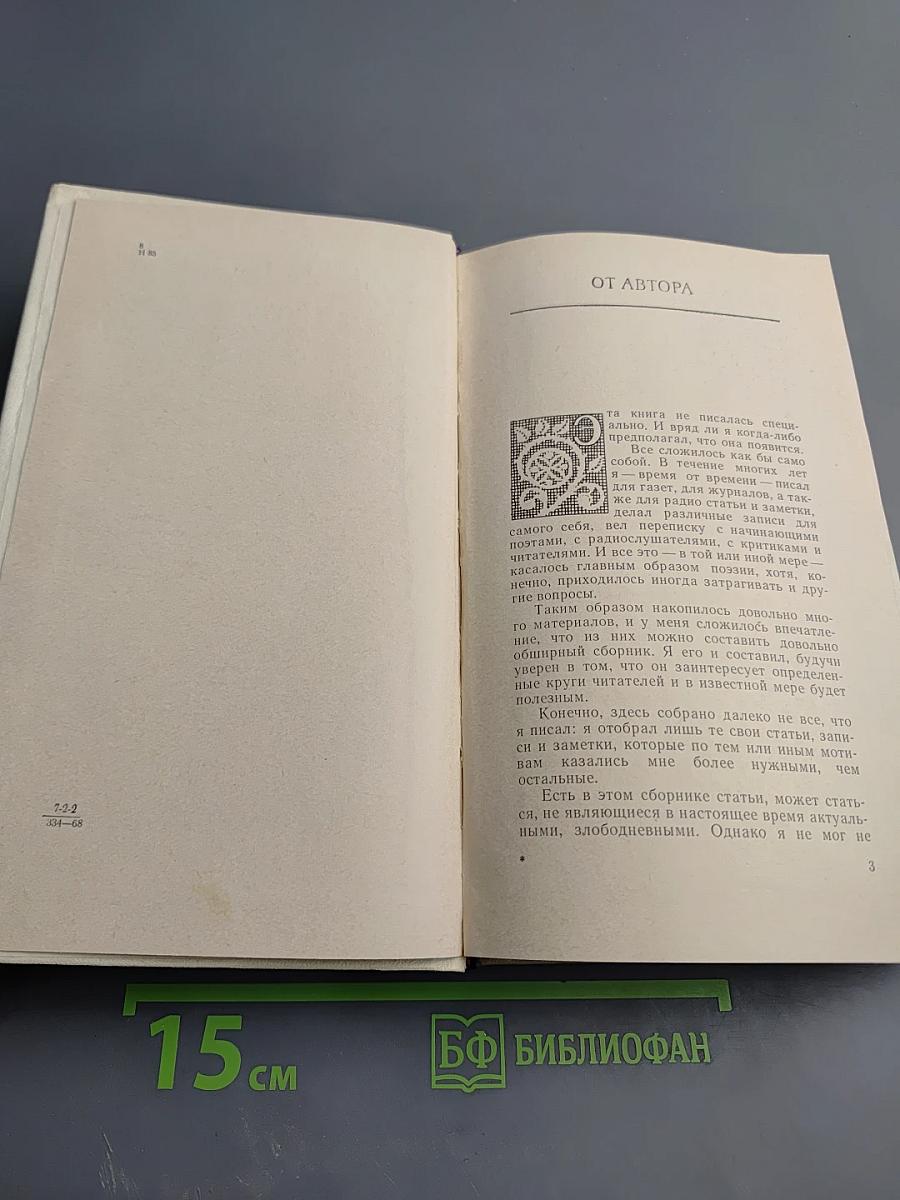 8
Н 85
7-2-2
334—68
ОТ АВТОРА
Эта книга не писалась специ-
ально. И вряд ли я когда-либо
предполагал, что она появится.
Все сложилось как бы само
собой. В течение многих лет
я — время от времени — писал
для газет, для журналов, а так-
же для радио статьи и заметки,
делал различные записи для
самого себя, вел переписку с начинающими
поэтами, с радиослушателями, с критиками и
читателями. И все это — в той или иной мере —
касалось главным образом поэзии, хотя, ко-
нечно, приходилось иногда затрагивать и дру-
гие вопросы.
Таким образом накопилось довольно мно-
го материалов, и у меня сложилось впечатле-
ние, что из них можно составить довольно
обширный сборник. Я его и составил, будучи
уверен в том, что он заинтересует определен-
ные круги читателей и в известной мере будет
полезным.
Конечно, здесь собрано далеко не все, что
я писал: я отобрал лишь те свои статьи, запи-
си и заметки, которые по тем или иным моти-
вам казались мне более нужными, чем
остальные.
Есть в этом сборнике статьи, может стать-
ся, не являющиеся в настоящее время актуаль-
ными, злободневными. Однако я не мог не
*
3
15 см
БФ БИБЛИОФАН